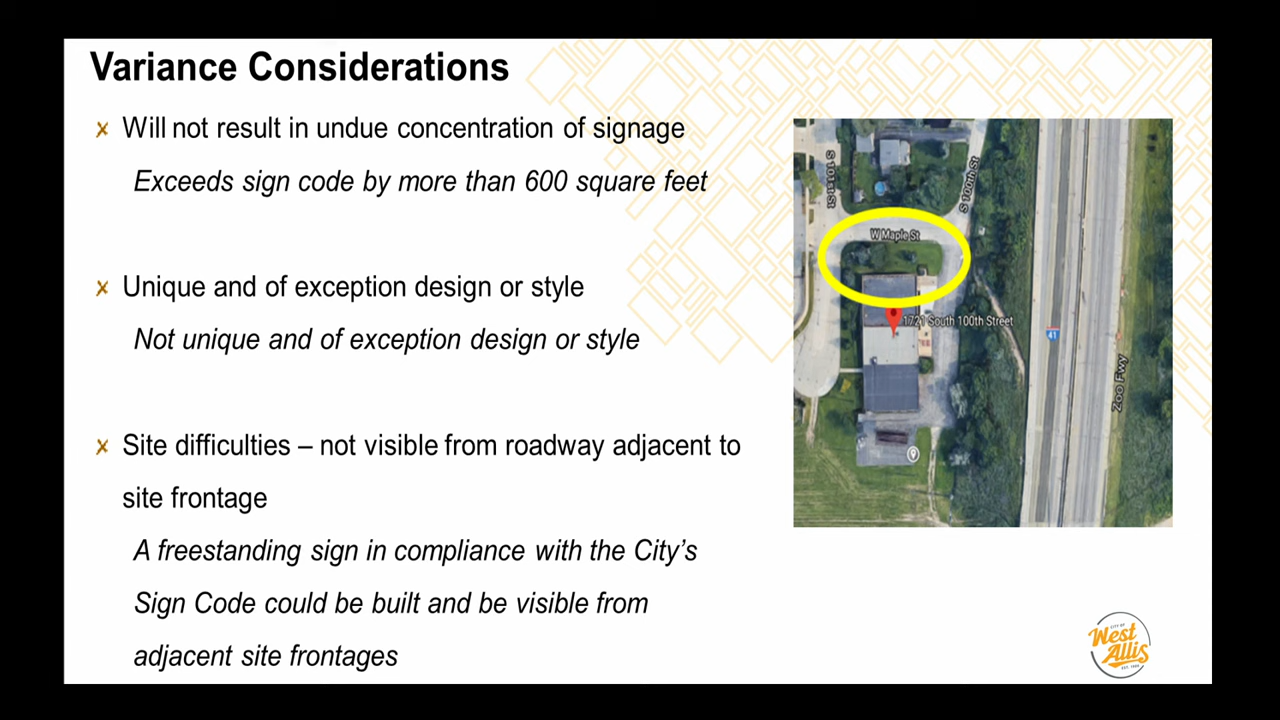 Variance Considerations
Will not result in undue concentration of signage
Exceeds sign code by more than 600 square feet
Unique and of exception design or style
Not unique and of exception design or style
Site difficulties – not visible from roadway adjacent to
site frontage
A freestanding sign in compliance with the City's
Sign Code could be built and be visible from
adjacent site frontages
S 101st St
S 100th St
W Maple St
1721 South 100th Street
41
Zoo Fwy
CITY OF
West
Allis